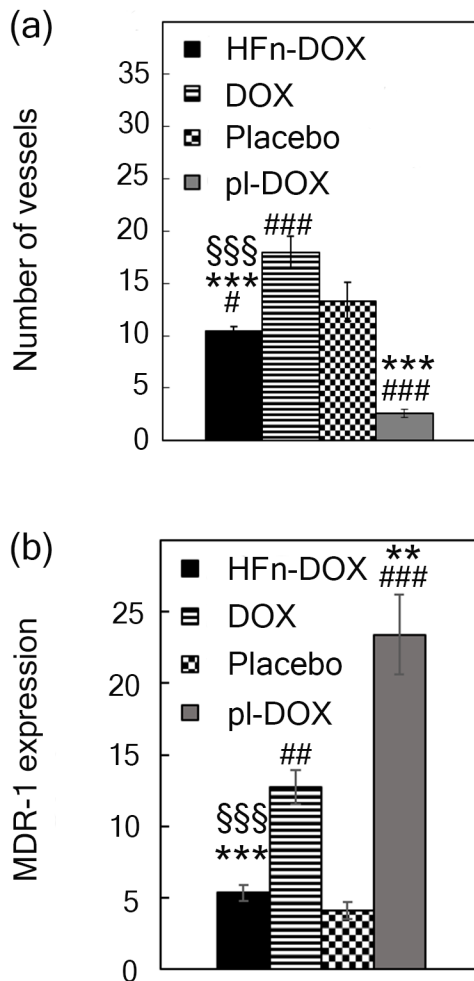 (a)
Number of vessels
35
30
25
20
15
10
5
0
HFn-DOX
DOX
Placebo
pl-DOX
§§§
***
#
###
***
###
(b)
MDR-1 expression
25
20
15
10
5
0
HFn-DOX
DOX
Placebo
pl-DOX
§§§
***
##
**
###